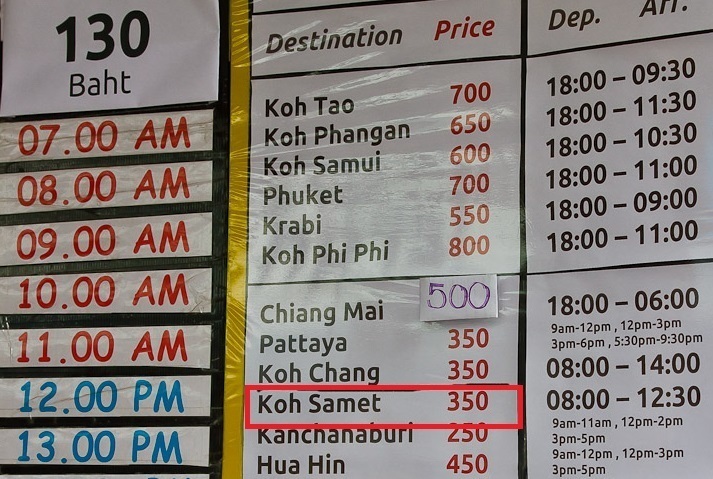 130
Baht
07.00 AM
08.00 AM
09.00 AM
10.00 AM
11.00 AM
12.00 PM
13.00 PM
Destination Price Dep. Arr.
Koh Tao 700 18:00 – 09:30
Koh Phangan 650 18:00 – 11:30
Koh Samui 600 18:00 – 10:30
Phuket 700 18:00 – 11:00
Krabi 550 18:00 – 09:00
Koh Phi Phi 800 18:00 – 11:00
Chiang Mai 500 18:00 – 06:00
Pattaya 350 9am-12pm , 12pm-3pm
3pm-6pm , 5:30pm-9:30pm
Koh Chang 350 08:00 – 14:00
Koh Samet 350 08:00 – 12:30
Kanchanaburi 250 9am-11am , 12pm-2pm
3pm-5pm
Hua Hin 450 9am-12pm , 12pm-3pm
3pm-5pm